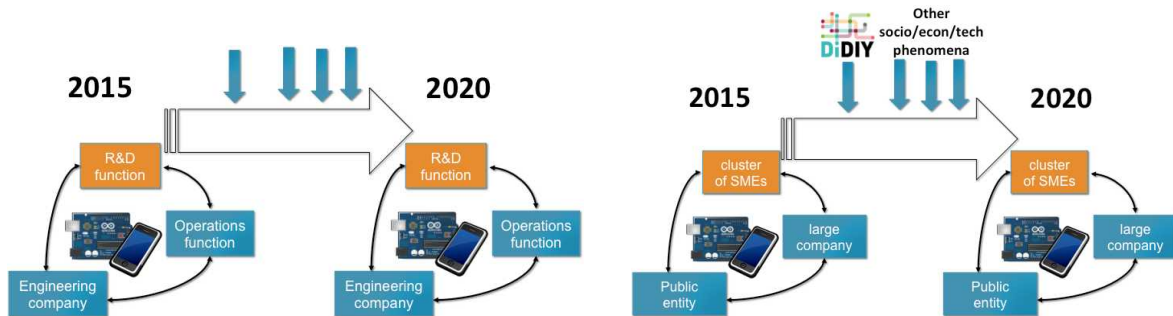 2015
2020
R&D
function
Operations
function
Engineering
company
R&D
function
Operations
function
Engineering
company
DiDIY
Other
socio/econ/tech
phenomena
2015
2020
cluster
of SMEs
large
company
Public
entity
cluster
of SMEs
large
company
Public
entity